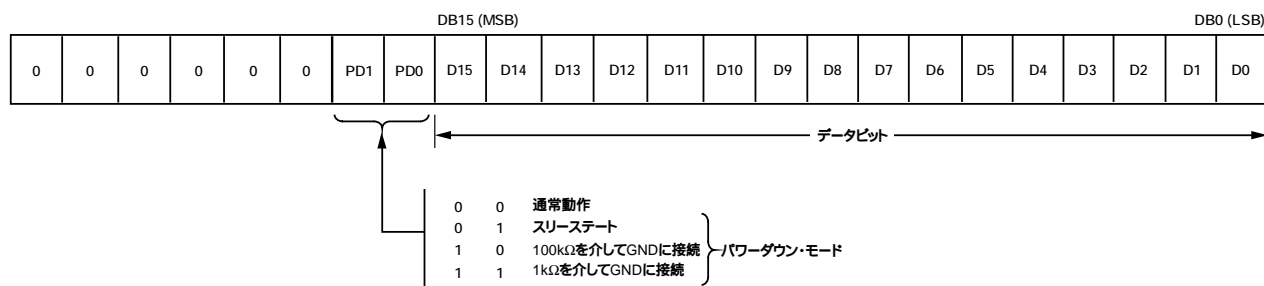 DB15 (MSB) DB0 (LSB)
0 0 0 0 0 0 PD1 PD0 D15 D14 D13 D12 D11 D10 D9 D8 D7 D6 D5 D4 D3 D2 D1 D0
データビット
0 0 通常動作
0 1 スリーステート
1 0 100kΩを介してGNDに接続
パワーダウン・モード
1 1 1kΩを介してGNDに接続